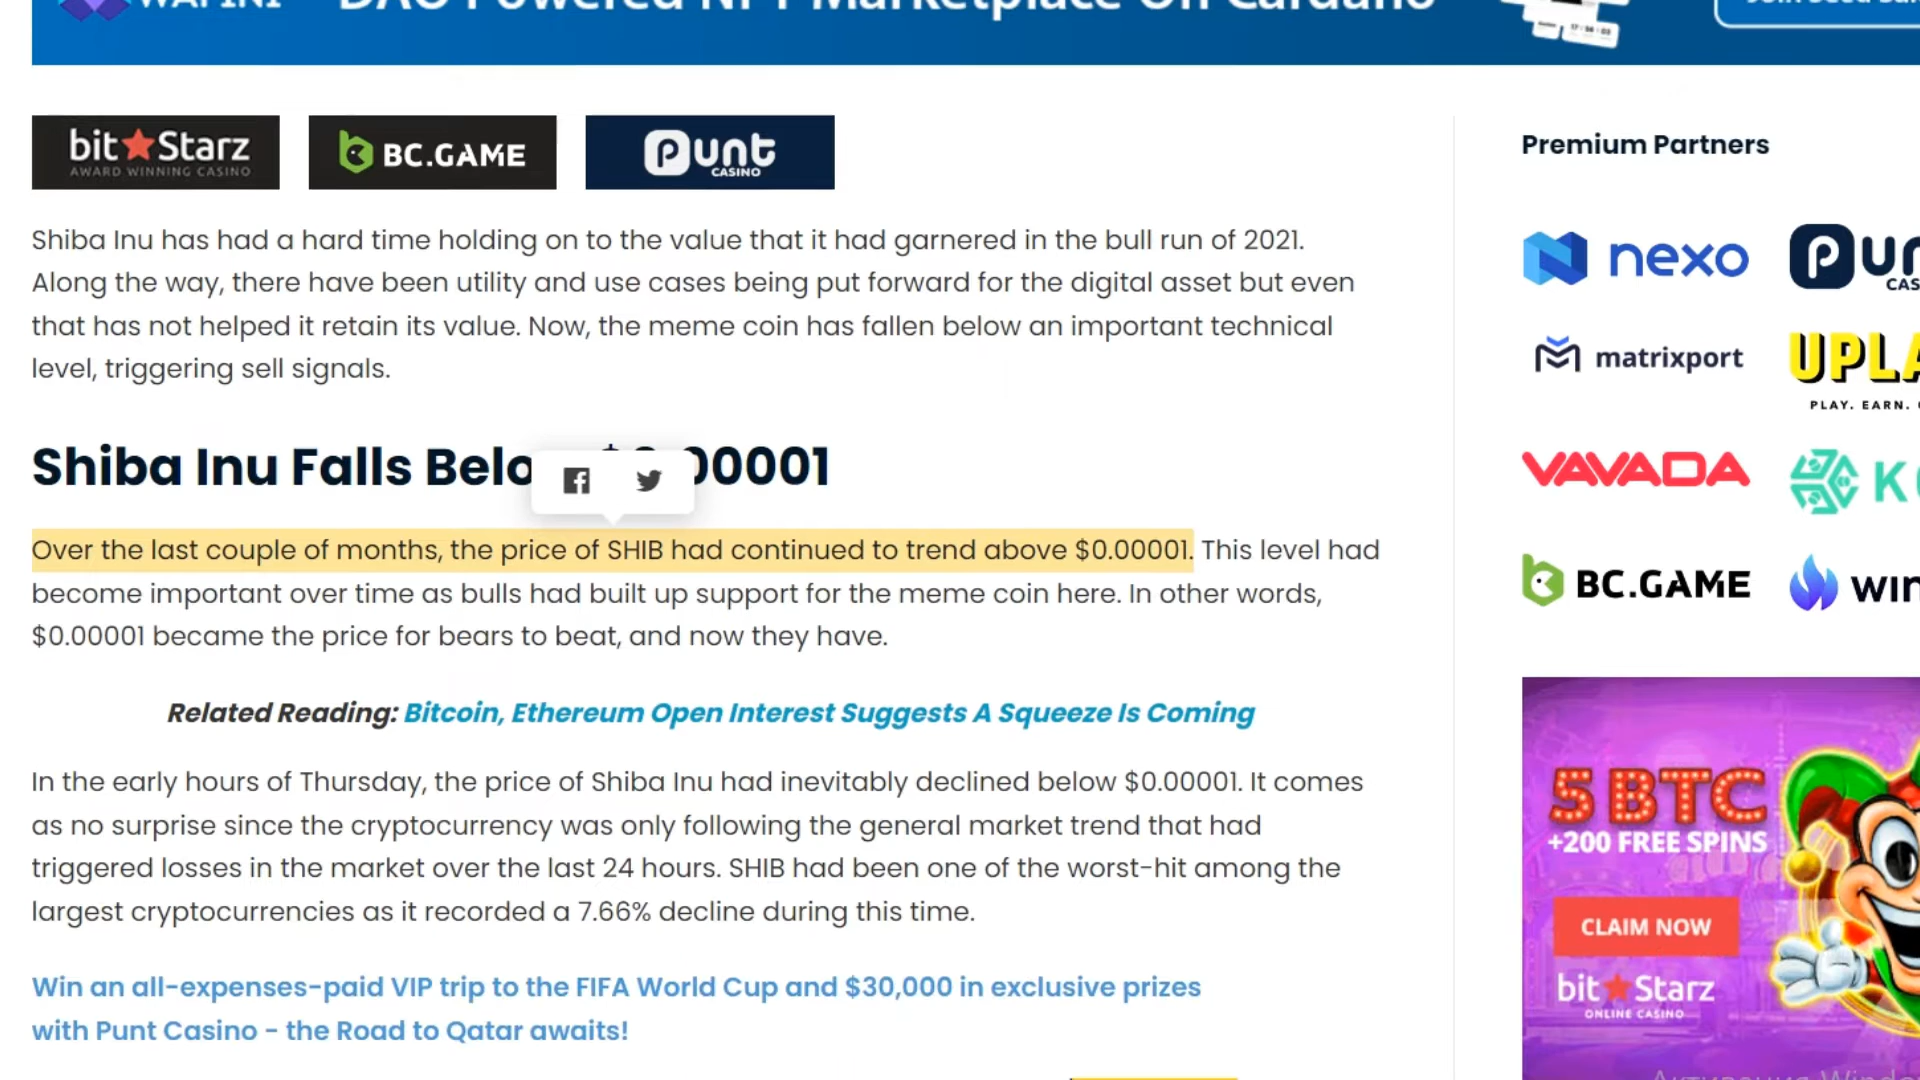 DAO Powered NFT Marketplace On Cardano
bit Starz
AWARD WINNING CASINO
BC.GAME
Punt
CASINO
Premium Partners
Shiba Inu has had a hard time holding on to the value that it had garnered in the bull run of 2021.
Along the way, there have been utility and use cases being put forward for the digital asset but even
that has not helped it retain its value. Now, the meme coin has fallen below an important technical
level, triggering sell signals.
nexo
matrixport
PLAY. EARN.
VAVADA
BC.GAME
Shiba Inu Falls
Over the last couple of months, the price of SHIB had continued to trend above $0.00001. This level had
become important over time as bulls had built up support for the meme coin here. In other words,
$0.00001 became the price for bears to beat, and now they have.
Related Reading: Bitcoin, Ethereum Open Interest Suggests A Squeeze Is Coming
In the early hours of Thursday, the price of Shiba Inu had inevitably declined below $0.00001. It comes
as no surprise since the cryptocurrency was only following the general market trend that had
triggered losses in the market over the last 24 hours. SHIB had been one of the worst-hit among the
largest cryptocurrencies as it recorded a 7.66% decline during this time.
Win an all-expenses-paid VIP trip to the FIFA World Cup and $30,000 in exclusive prizes
with Punt Casino - the Road to Qatar awaits!
5 BTC
+200 FREE SPINS
CLAIM NOW
bit Starz
ONLINE CASINO